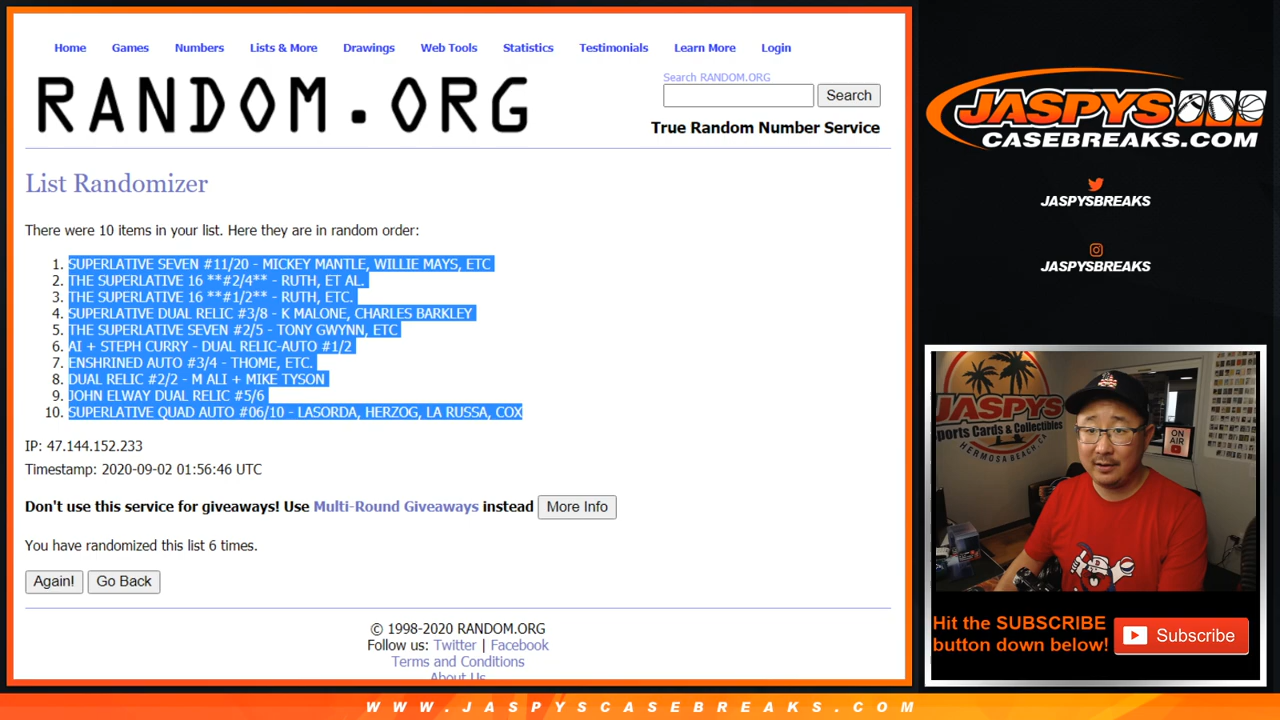 Home Games Numbers Lists & More Drawings Web Tools Statistics Testimonials Learn More Login
RANDOM.ORG
Search RANDOM.ORG
Search
True Random Number Service
List Randomizer
There were 10 items in your list. Here they are in random order:
1. SUPERLATIVE SEVEN #11/20 - MICKEY MANTLE, WILLIE MAYS, ETC
2. THE SUPERLATIVE 16 **#2/4** - RUTH, ET AL.
3. THE SUPERLATIVE 16 **#1/2** - RUTH, ETC.
4. SUPERLATIVE DUAL RELIC #3/8 - K MALONE, CHARLES BARKLEY
5. THE SUPERLATIVE SEVEN #2/5 - TONY GWYNN, ETC
6. AI + STEPH CURRY - DUAL RELIC-AUTO #1/2
7. ENSHRINED AUTO #3/4 - THOME, ETC.
8. DUAL RELIC #2/2 - M ALI + MIKE TYSON
9. JOHN ELWAY DUAL RELIC #5/6
10. SUPERLATIVE QUAD AUTO #06/10 - LASORDA, HERZOG, LA RUSSA, COX
IP: 47.144.152.233
Timestamp: 2020-09-02 01:56:46 UTC
Don't use this service for giveaways! Use Multi-Round Giveaways instead More Info
You have randomized this list 6 times.
Again! Go Back
© 1998-2020 RANDOM.ORG
Follow us: Twitter | Facebook
Terms and Conditions
About Us
JASPYS
CASEBREAKS.COM
JASPYSBREAKS
JASPYSBREAKS
JASPYS
Sports Cards & Collectibles
HERMOSA BEACH, CA
ON AIR
Hit the SUBSCRIBE
button down below!
Subscribe
WWW.JASPYSCASEBREAKS.COM